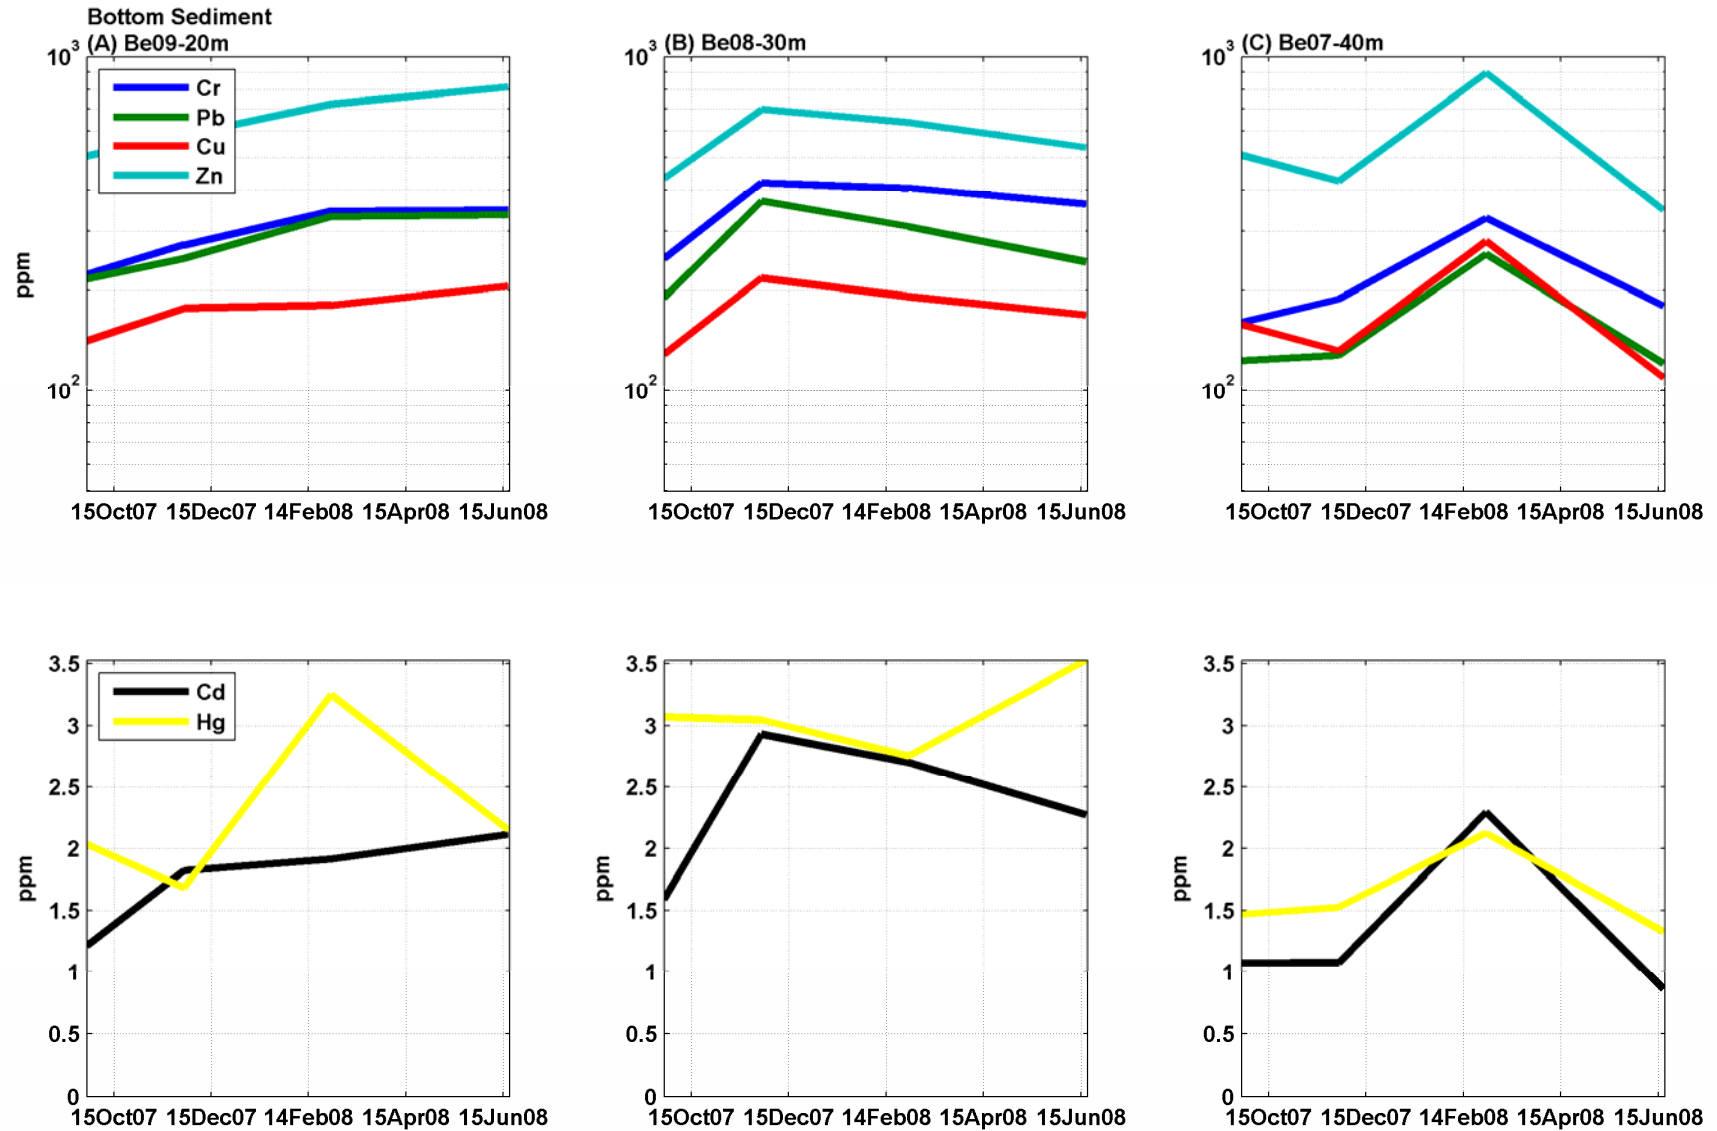 Bottom Sediment
(A) Be09-20m
(B) Be08-30m
(C) Be07-40m
10³
10³
10³
Cr
Pb
Cu
Zn
ppm
10²
10²
10²
15Oct07 15Dec07 14Feb08 15Apr08 15Jun08
15Oct07 15Dec07 14Feb08 15Apr08 15Jun08
15Oct07 15Dec07 14Feb08 15Apr08 15Jun08
3.5
3
2.5
2
1.5
1
0.5
0
ppm
Cd
Hg
15Oct07 15Dec07 14Feb08 15Apr08 15Jun08
3.5
3
2.5
2
1.5
1
0.5
0
ppm
15Oct07 15Dec07 14Feb08 15Apr08 15Jun08
3.5
3
2.5
2
1.5
1
0.5
0
ppm
15Oct07 15Dec07 14Feb08 15Apr08 15Jun08